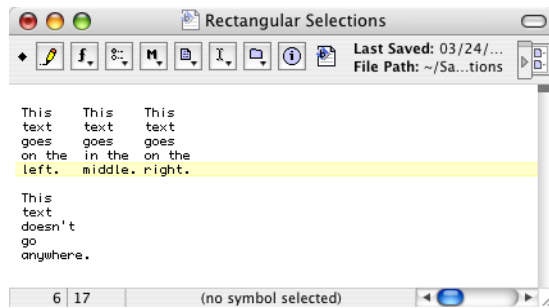 Rectangular Selections
Last Saved: 03/24/...
File Path: ~/Sa...tions
This    This    This
text    text    text
goes    goes    goes
on the  in the  on the
left.   middle. right.
This
text
doesn't
go
anywhere.
6 17 (no symbol selected)